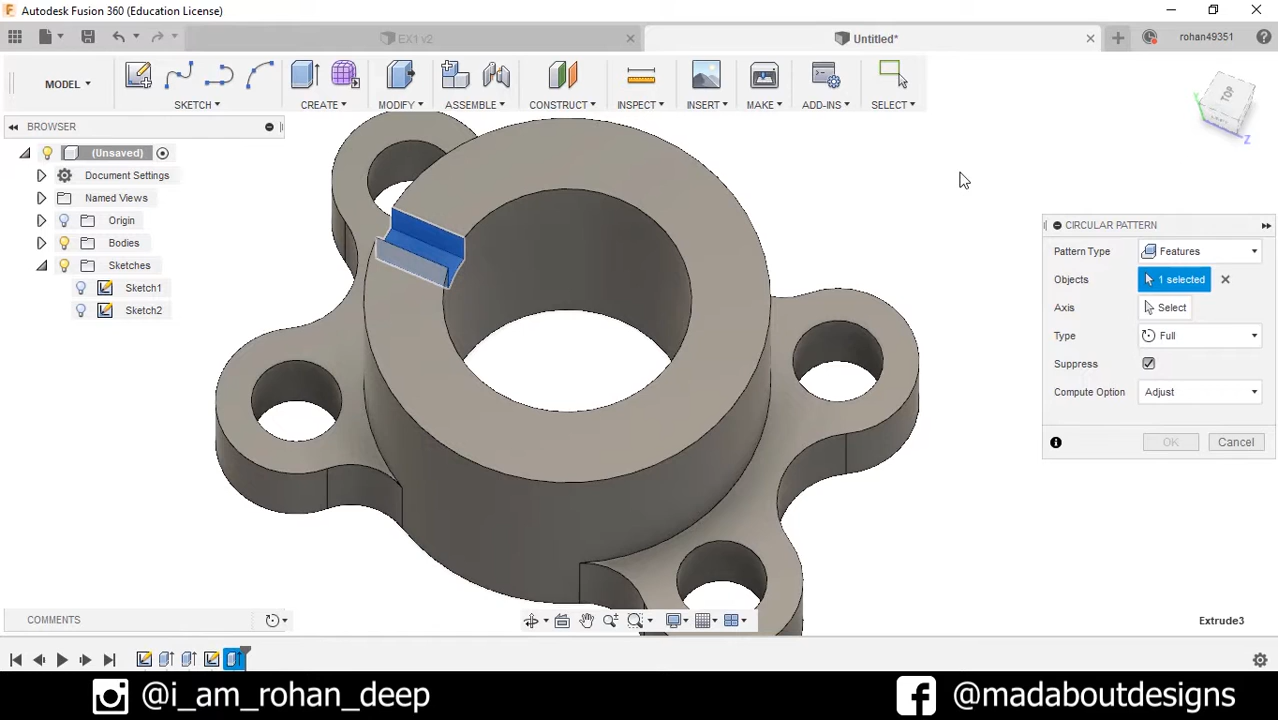 Autodesk Fusion 360 (Education License)
EX1 v2
Untitled*
rohan49351
MODEL
SKETCH
CREATE
MODIFY
ASSEMBLE
CONSTRUCT
INSPECT
INSERT
MAKE
ADD-INS
SELECT
BROWSER
(Unsaved)
Document Settings
Named Views
Origin
Bodies
Sketches
Sketch1
Sketch2
TOP
Y
Z
CIRCULAR PATTERN
Pattern Type Features
Objects 1 selected
Axis Select
Type Full
Suppress
Compute Option Adjust
OK Cancel
COMMENTS
Extrude3
@i_am_rohan_deep
@madaboutdesigns